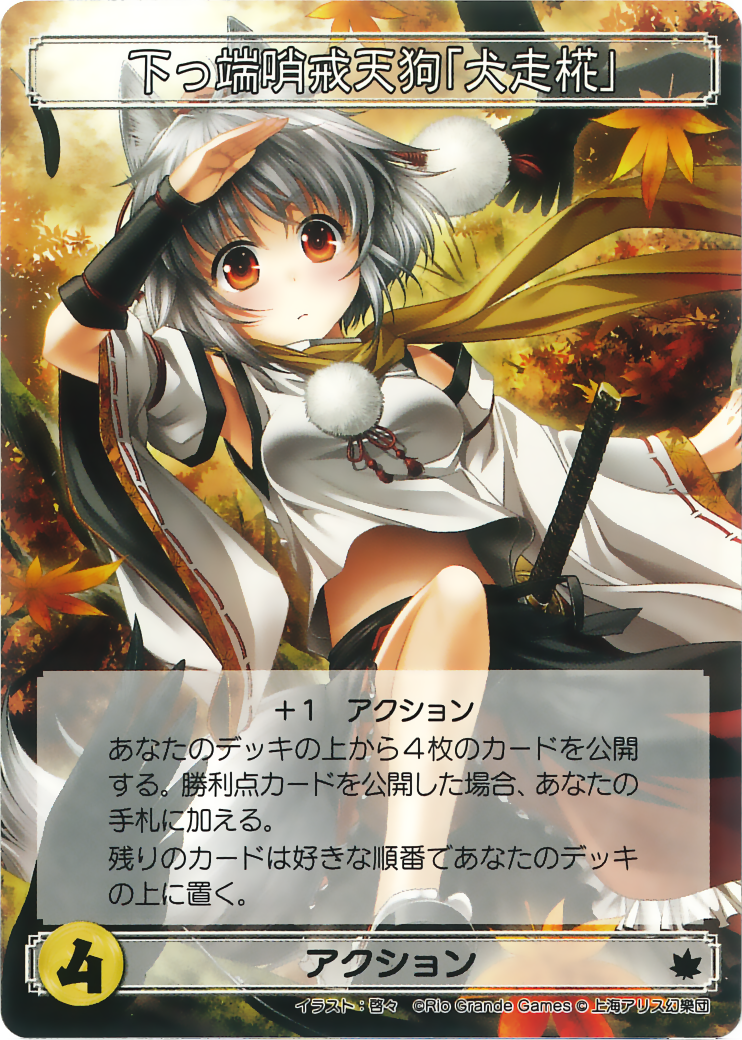 下っ端哨戒天狗「犬走椛」
+1 アクション
あなたのデッキの上から4枚のカードを公開
する。勝利点カードを公開した場合、あなたの
手札に加える。
残りのカードは好きな順番であなたのデッキ
の上に置く。
4
アクション
イラスト：啓々 ©Rio Grande Games © 上海アリス幻樂団